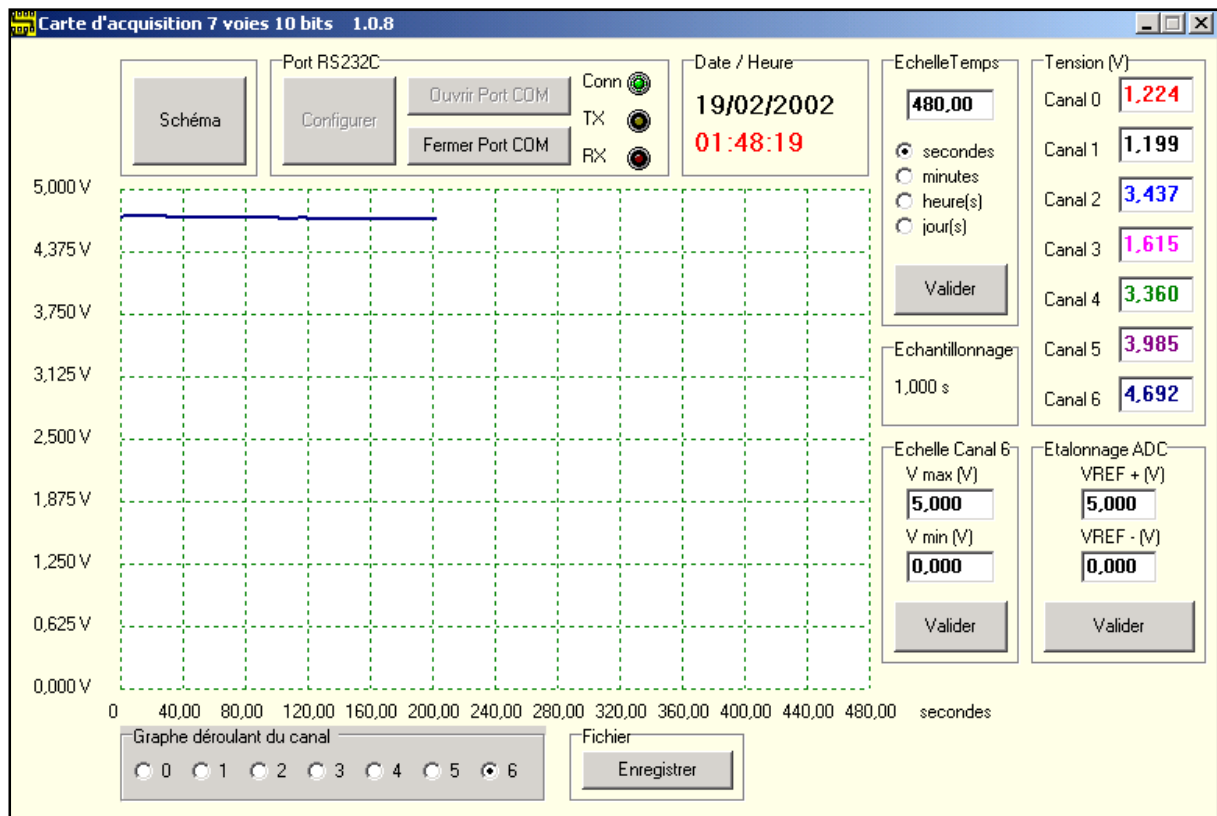 Carte d'acquisition 7 voies 10 bits 1.0.8
Schéma
Port RS232C
Configurer
Ouvrir Port COM
Fermer Port COM
Conn
TX
RX
Date / Heure
19/02/2002
01:48:19
EchelleTemps
480,00
secondes
minutes
heure(s)
jour(s)
Valider
Tension (V)
Canal 0 1,224
Canal 1 1,199
Canal 2 3,437
Canal 3 1,615
Canal 4 3,360
Canal 5 3,985
Canal 6 4,692
Echantillonnage
1,000 s
Echelle Canal 6
V max (V)
5,000
V min (V)
0,000
Valider
Etalonnage ADC
VREF + (V)
5,000
VREF - (V)
0,000
Valider
5,000 V
4,375 V
3,750 V
3,125 V
2,500 V
1,875 V
1,250 V
0,625 V
0,000 V
0 40,00 80,00 120,00 160,00 200,00 240,00 280,00 320,00 360,00 400,00 440,00 480,00 secondes
Graphe déroulant du canal
0 1 2 3 4 5 6
Fichier
Enregistrer